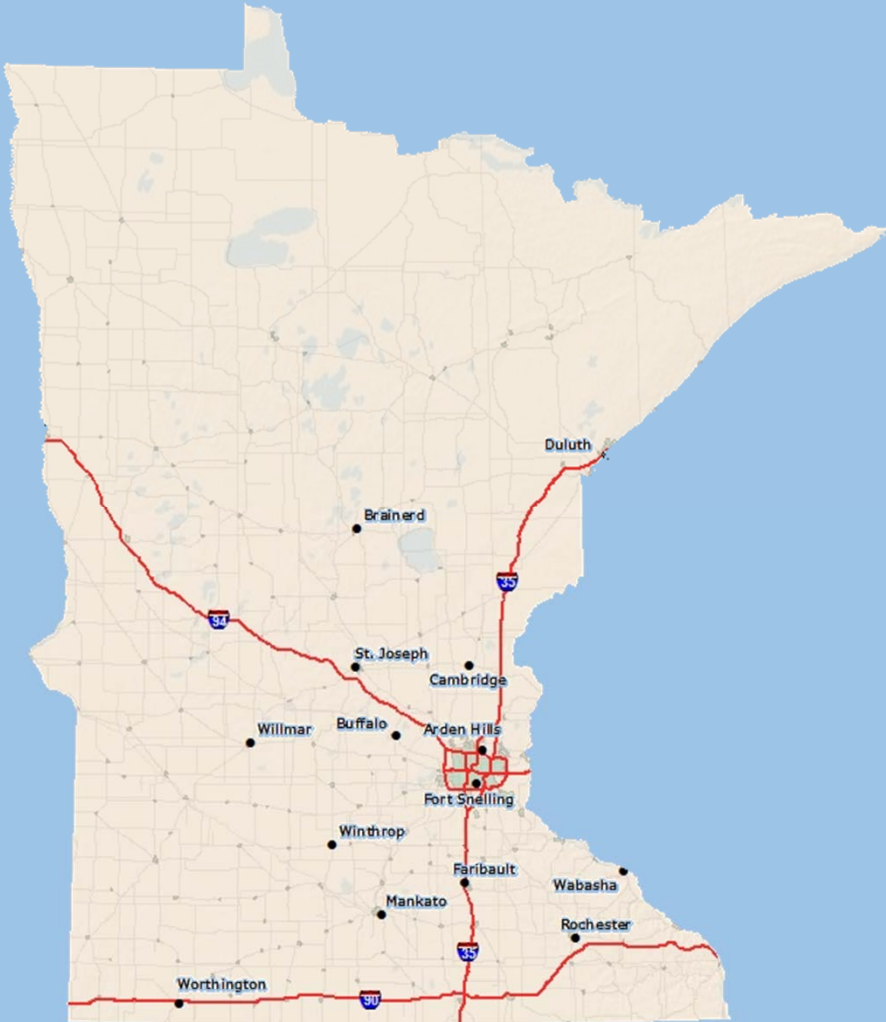 Duluth
Brainerd
35
94
St. Joseph
Cambridge
Buffalo
Arden Hills
Willmar
Fort Snelling
Winthrop
Faribault
Wabasha
Mankato
Rochester
35
Worthington
90